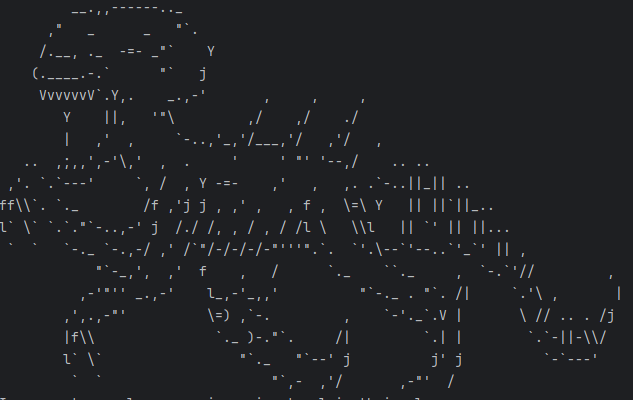 __.,,------.._
      ,"   _      _   "`.
     /.__, ._  -=- _"`    Y
    (.____.-.`      "`   j
     VvvvvvV`.Y,.    _.,-'       ,     ,     ,
        Y    ||,   '"\         ,/    ,/    ./
        |   ,'  ,     `-..,'_,'/___,'/   ,'/   ,
   ..  ,;,,',-'\,'  ,  .     '     ' "' '--,/    .. ..
 ,'. `.`---'     `, /  , Y -=-    ,'   ,   ,. .`-..||_|| ..
ff\\`. `._        /f ,'j j , ,' ,   , f ,  \=\ Y   || ||`||_..
l` \` `.`."`-..,-' j  /./ /, , / , / /l \   \\l   || `' || ||...
 `  `   `-._ `-.,-/ ,' /`"/-/-/-/-"'''"`.`.  `'.\--`'--..`'_`' || ,
            "`-_,',  ,'  f    ,   /      `._    ``._     ,  `-.`'//         ,
          ,-"'''' _.,-'    l_,-'_,,'          "`-._ . "`. /|     `.'\ ,       |
        ,',.,-'"          \=) ,`-.         ,    `-'._`.V |       \ // .. . /j
        |f\\               `._ )-."`.     /|         `.| |        `.`-||-\\/
        l` \`                 "`._   "`--' j          j' j          `-`---'
         `  `                     "`,-  ,'/       ,-"'  /